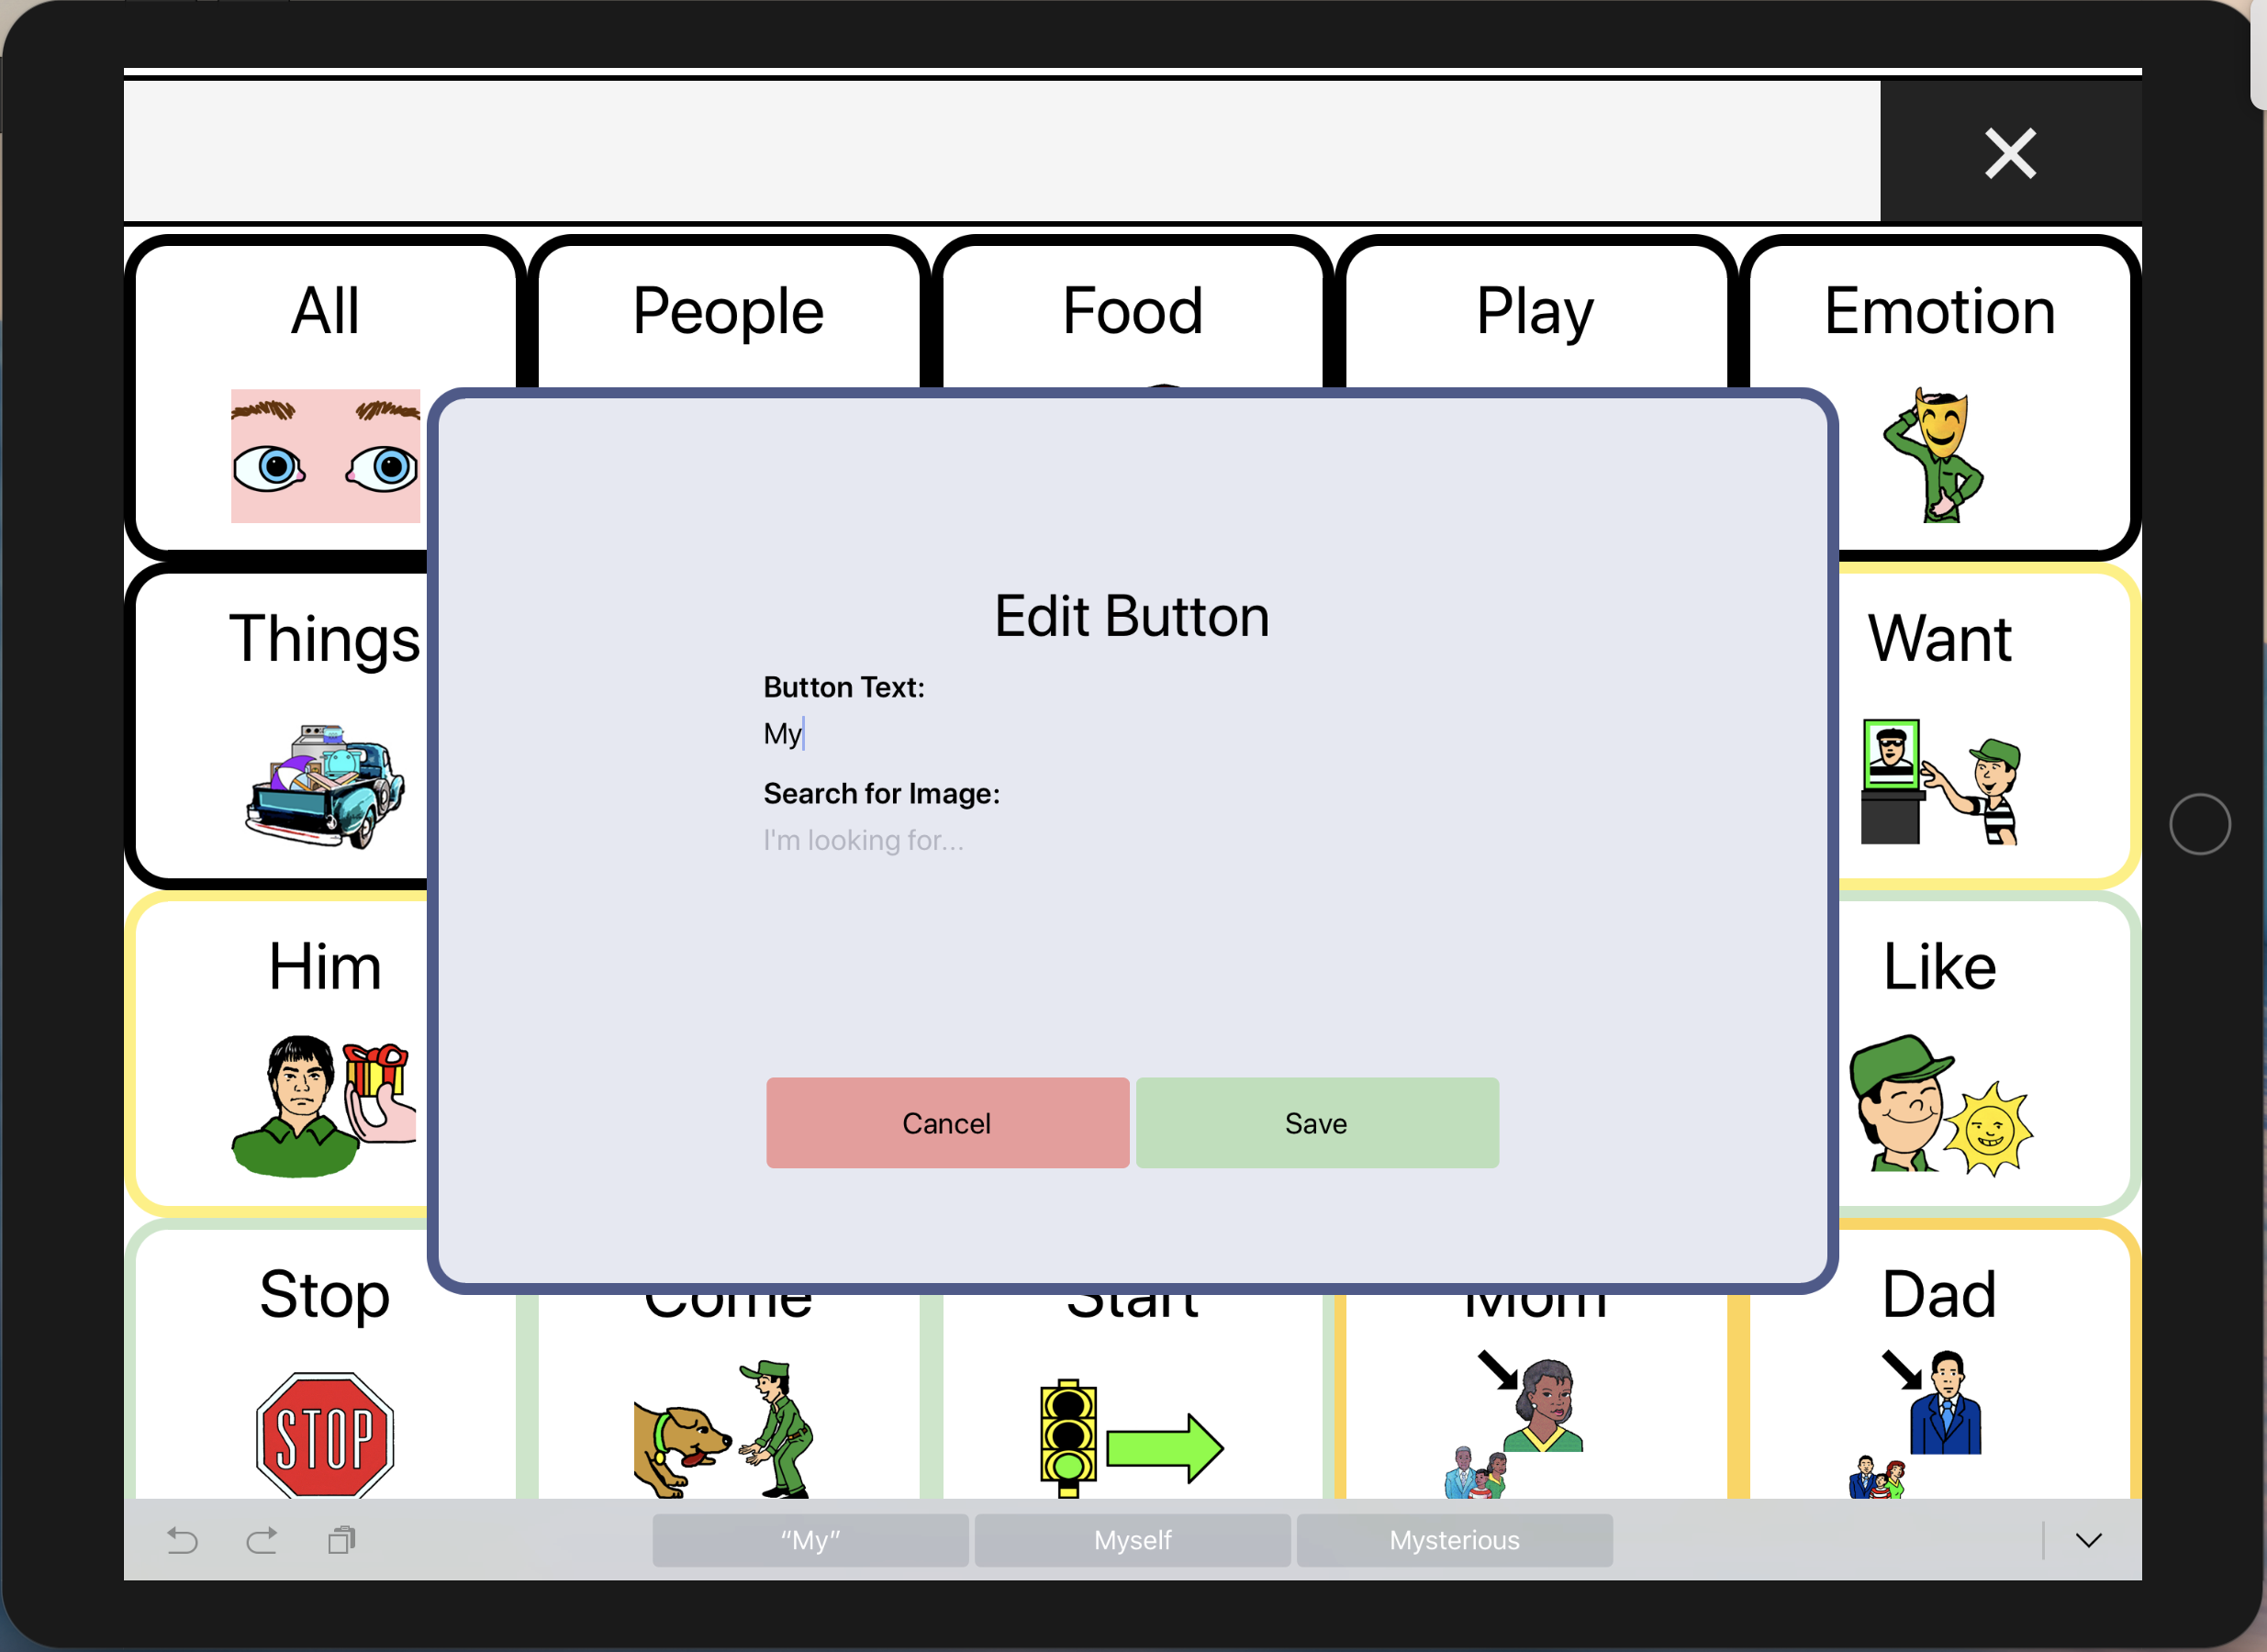 All People Food Play Emotion
Edit Button
Things Want
Button Text:
My
Search for Image:
I'm looking for...
Him Like
Cancel Save
Stop Come Start Mom Dad
STOP
“My” Myself Mysterious